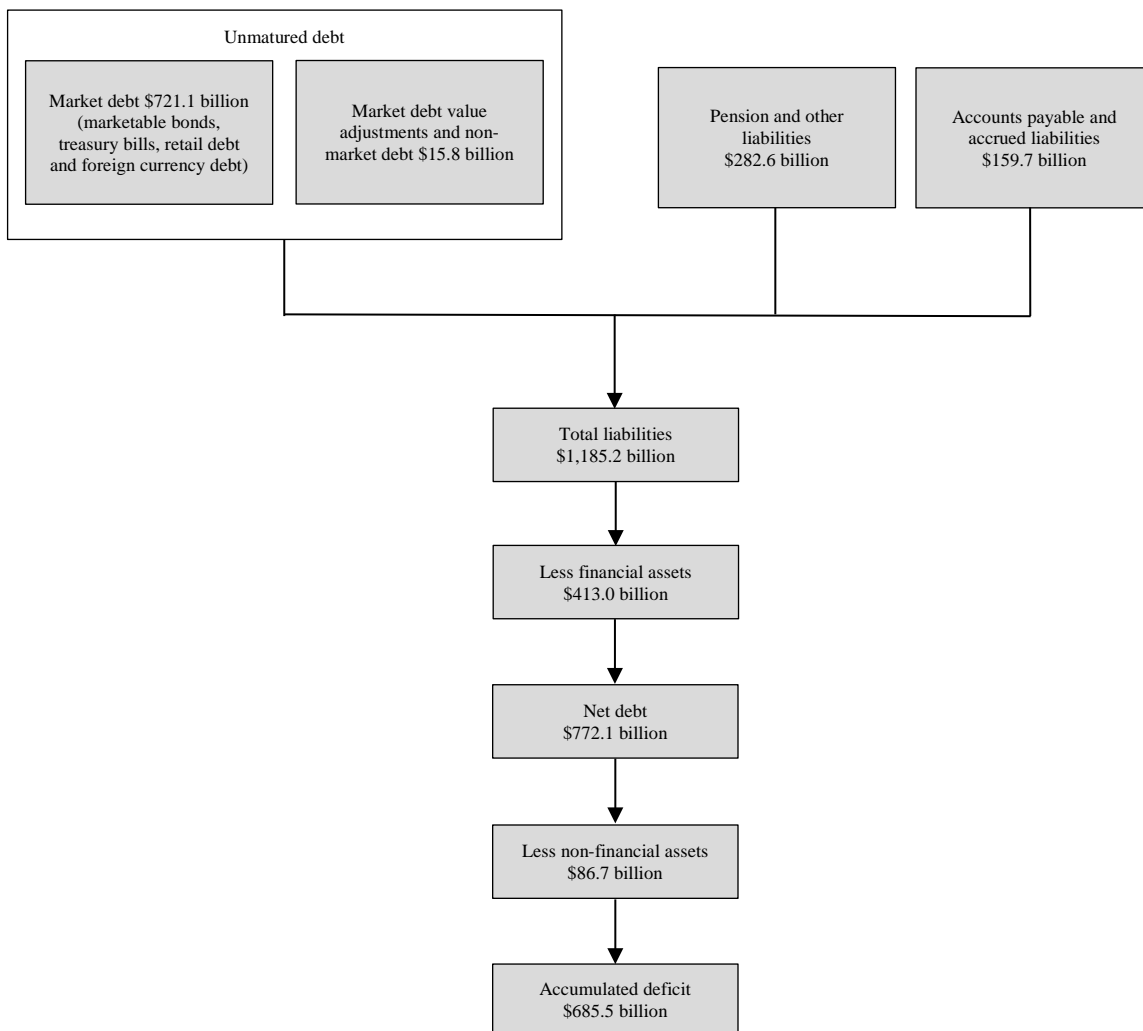 Unmatured debt
Market debt $721.1 billion
(marketable bonds,
treasury bills, retail debt
and foreign currency debt)
Market debt value
adjustments and non-
market debt $15.8 billion
Pension and other
liabilities
$282.6 billion
Accounts payable and
accrued liabilities
$159.7 billion
Total liabilities
$1,185.2 billion
Less financial assets
$413.0 billion
Net debt
$772.1 billion
Less non-financial assets
$86.7 billion
Accumulated deficit
$685.5 billion